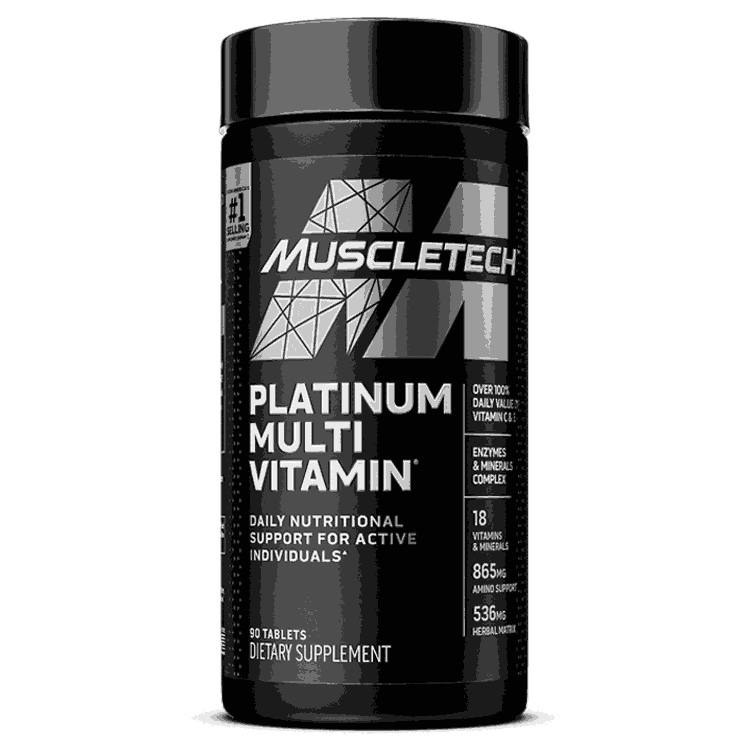 #1
SELLING
MUSCLETECH
PLATINUM
MULTI
VITAMIN
DAILY NUTRITIONAL
SUPPORT FOR ACTIVE
INDIVIDUALS
90 TABLETS
DIETARY SUPPLEMENT
OVER 100%
DAILY VALUE
VITAMIN C &
ENZYMES
& MINERALS
COMPLEX
18
VITAMINS
& MINERALS
865MG
AMINO SUPPORT
536MG
HERBAL MATRIX